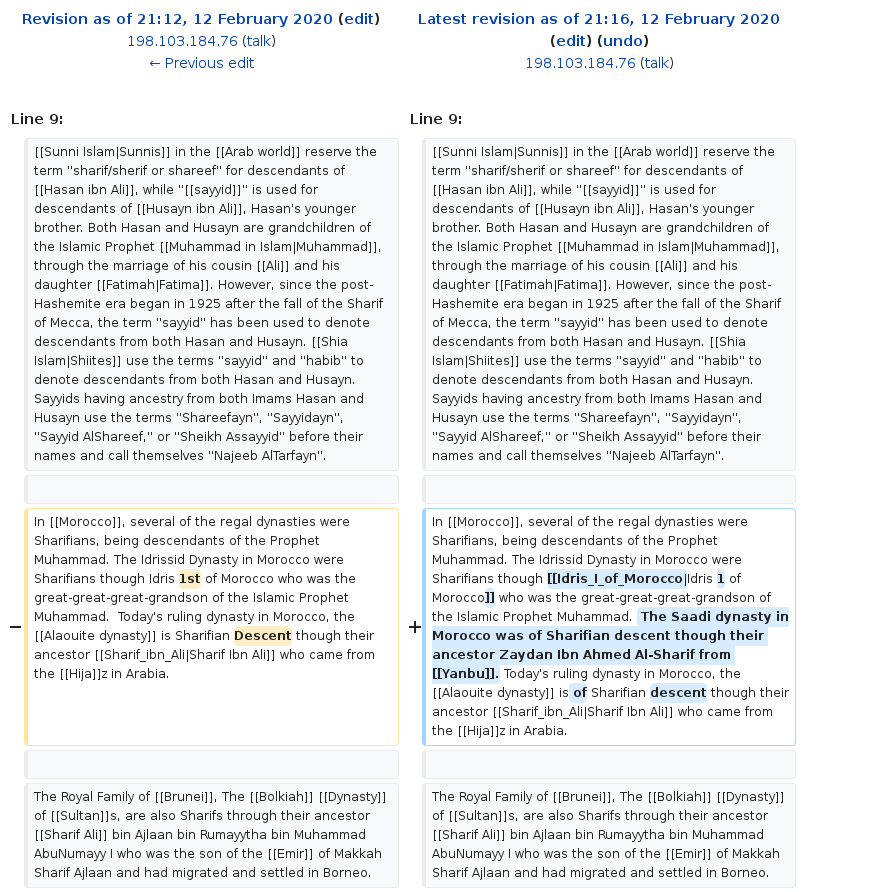 Revision as of 21:12, 12 February 2020 (edit)
198.103.184.76 (talk)
← Previous edit
Latest revision as of 21:16, 12 February 2020
(edit) (undo)
198.103.184.76 (talk)
Line 9:
[[Sunni Islam|Sunnis]] in the [[Arab world]] reserve the
term ''sharif/sherif or shareef'' for descendants of
[[Hasan ibn Ali]], while ''[[sayyid]]'' is used for
descendants of [[Husayn ibn Ali]], Hasan's younger
brother. Both Hasan and Husayn are grandchildren of
the Islamic Prophet [[Muhammad in Islam|Muhammad]],
through the marriage of his cousin [[Ali]] and his
daughter [[Fatimah|Fatima]]. However, since the post-
Hashemite era began in 1925 after the fall of the Sharif
of Mecca, the term ''sayyid'' has been used to denote
descendants from both Hasan and Husayn. [[Shia
Islam|Shiites]] use the terms ''sayyid'' and ''habib'' to
denote descendants from both Hasan and Husayn.
Sayyids having ancestry from both Imams Hasan and
Husayn use the terms "Shareefayn", "Sayyidayn",
"Sayyid AlShareef," or "Sheikh Assayyid" before their
names and call themselves "Najeeb AlTarfayn".
− In [[Morocco]], several of the regal dynasties were
Sharifians, being descendants of the Prophet
Muhammad. The Idrissid Dynasty in Morocco were
Sharifians though Idris 1st of Morocco who was the
great-great-great-grandson of the Islamic Prophet
Muhammad.  Today's ruling dynasty in Morocco, the
[[Alaouite dynasty]] is Sharifian Descent though their
ancestor [[Sharif_ibn_Ali|Sharif Ibn Ali]] who came from
the [[Hija]]z in Arabia.
The Royal Family of [[Brunei]], The [[Bolkiah]] [[Dynasty]]
of [[Sultan]]s, are also Sharifs through their ancestor
[[Sharif Ali]] bin Ajlaan bin Rumayytha bin Muhammad
AbuNumayy I who was the son of the [[Emir]] of Makkah
Sharif Ajlaan and had migrated and settled in Borneo.
Line 9:
[[Sunni Islam|Sunnis]] in the [[Arab world]] reserve the
term ''sharif/sherif or shareef'' for descendants of
[[Hasan ibn Ali]], while ''[[sayyid]]'' is used for
descendants of [[Husayn ibn Ali]], Hasan's younger
brother. Both Hasan and Husayn are grandchildren of
the Islamic Prophet [[Muhammad in Islam|Muhammad]],
through the marriage of his cousin [[Ali]] and his
daughter [[Fatimah|Fatima]]. However, since the post-
Hashemite era began in 1925 after the fall of the Sharif
of Mecca, the term ''sayyid'' has been used to denote
descendants from both Hasan and Husayn. [[Shia
Islam|Shiites]] use the terms ''sayyid'' and ''habib'' to
denote descendants from both Hasan and Husayn.
Sayyids having ancestry from both Imams Hasan and
Husayn use the terms "Shareefayn", "Sayyidayn",
"Sayyid AlShareef," or "Sheikh Assayyid" before their
names and call themselves "Najeeb AlTarfayn".
+ In [[Morocco]], several of the regal dynasties were
Sharifians, being descendants of the Prophet
Muhammad. The Idrissid Dynasty in Morocco were
Sharifians though [[Idris_I_of_Morocco|Idris 1 of
Morocco]] who was the great-great-great-grandson of
the Islamic Prophet Muhammad.  The Saadi dynasty in
Morocco was of Sharifian descent though their
ancestor Zaydan Ibn Ahmed Al-Sharif from
[[Yanbu]]. Today's ruling dynasty in Morocco, the
[[Alaouite dynasty]] is of Sharifian descent though their
ancestor [[Sharif_ibn_Ali|Sharif Ibn Ali]] who came from
the [[Hija]]z in Arabia.
The Royal Family of [[Brunei]], The [[Bolkiah]] [[Dynasty]]
of [[Sultan]]s, are also Sharifs through their ancestor
[[Sharif Ali]] bin Ajlaan bin Rumayytha bin Muhammad
AbuNumayy I who was the son of the [[Emir]] of Makkah
Sharif Ajlaan and had migrated and settled in Borneo.